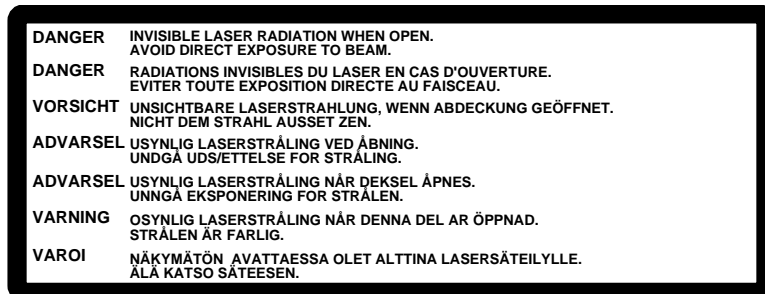 DANGER INVISIBLE LASER RADIATION WHEN OPEN.
AVOID DIRECT EXPOSURE TO BEAM.
DANGER RADIATIONS INVISIBLES DU LASER EN CAS D'OUVERTURE.
EVITER TOUTE EXPOSITION DIRECTE AU FAISCEAU.
VORSICHT UNSICHTBARE LASERSTRAHLUNG, WENN ABDECKUNG GEÖFFNET.
NICHT DEM STRAHL AUSSET ZEN.
ADVARSEL USYNLIG LASERSTRÅLING VED ÅBNING.
UNDGÅ UDS/ETTELSE FOR STRÅLING.
ADVARSEL USYNLIG LASERSTRÅLING NÅR DEKSEL ÅPNES.
UNNGÅ EKSPONERING FOR STRÅLEN.
VARNING OSYNLIG LASERSTRÅLING NÅR DENNA DEL AR ÖPPNAD.
STRÅLEN ÄR FARLIG.
VAROI NÄKYMÄTÖN AVATTAESSA OLET ALTTINA LASERSÄTEILYLLE.
ÄLÄ KATSO SÄTEESEN.